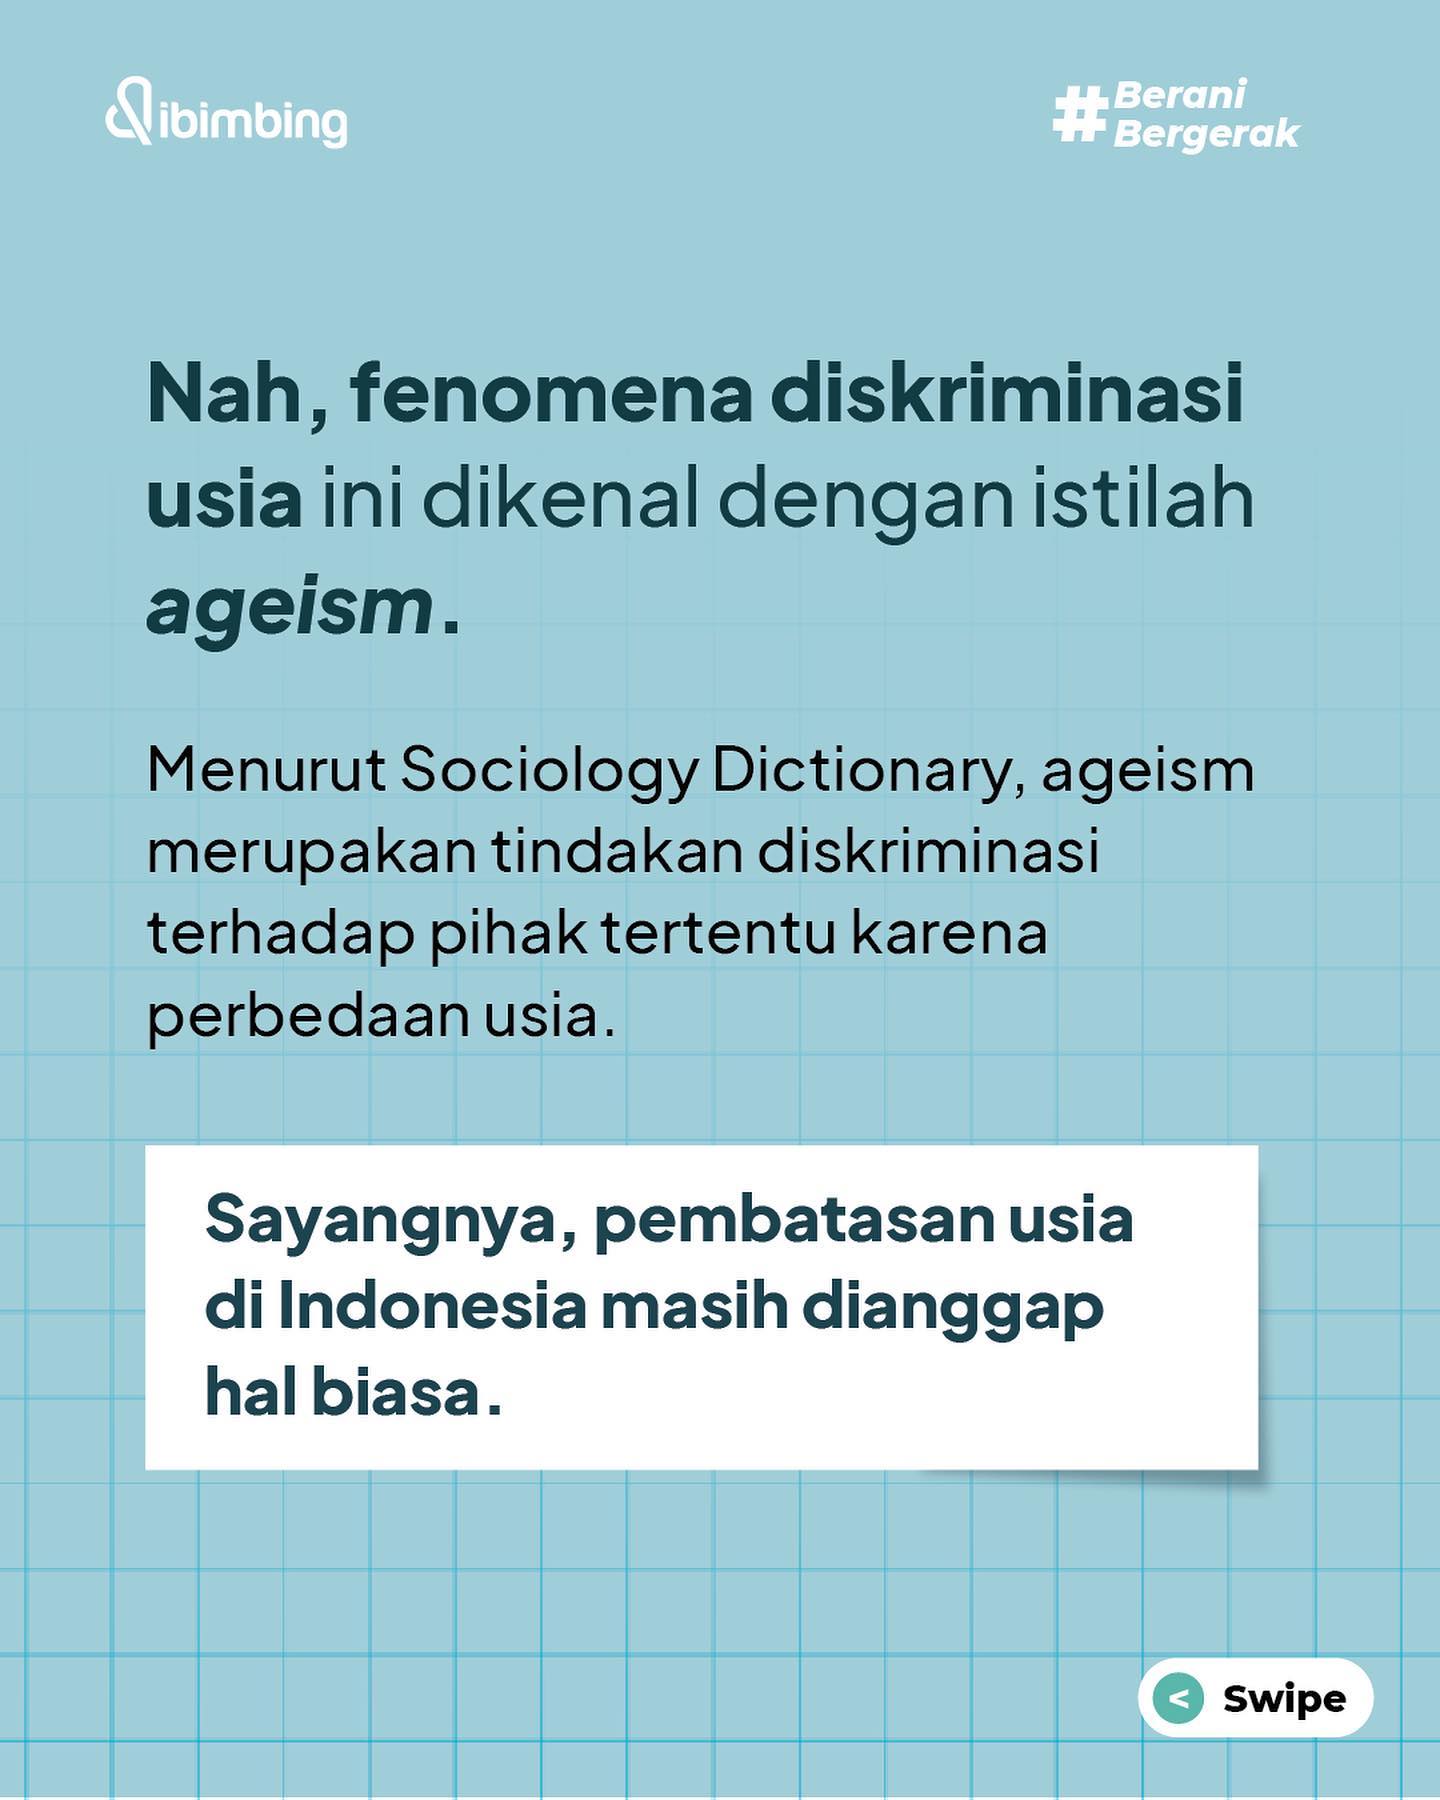 dibimbing
#Berani
Bergerak
Nah, fenomena diskriminasi
usia ini dikenal dengan istilah
ageism.
Menurut Sociology Dictionary, ageism
merupakan tindakan diskriminasi
terhadap pihak tertentu karena
perbedaan usia.
Sayangnya, pembatasan usia
di Indonesia masih dianggap
hal biasa.
< Swipe